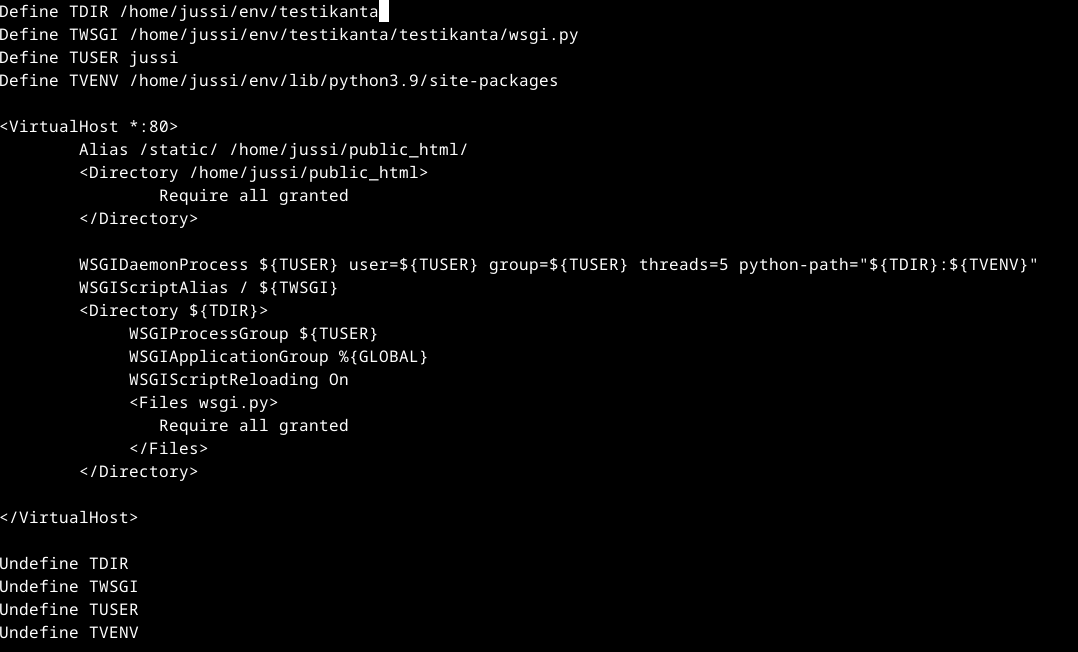 Define TDIR /home/jussi/env/testikanta
Define TWSGI /home/jussi/env/testikanta/testikanta/wsgi.py
Define TUSER jussi
Define TVENV /home/jussi/env/lib/python3.9/site-packages

<VirtualHost *:80>
        Alias /static/ /home/jussi/public_html/
        <Directory /home/jussi/public_html>
                Require all granted
        </Directory>

        WSGIDaemonProcess ${TUSER} user=${TUSER} group=${TUSER} threads=5 python-path="${TDIR}:${TVENV}"
        WSGIScriptAlias / ${TWSGI}
        <Directory ${TDIR}>
             WSGIProcessGroup ${TUSER}
             WSGIApplicationGroup %{GLOBAL}
             WSGIScriptReloading On
             <Files wsgi.py>
                Require all granted
             </Files>
        </Directory>

</VirtualHost>

Undefine TDIR
Undefine TWSGI
Undefine TUSER
Undefine TVENV